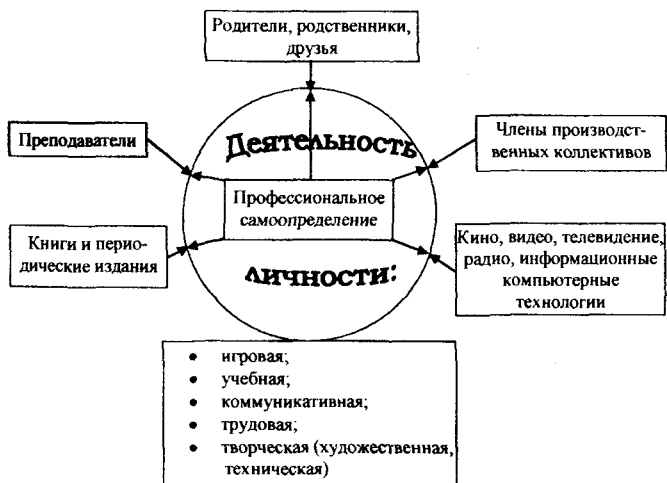 Родители, родственники,
друзья
Деятельность
Преподаватели
Члены производст-
венных коллективов
Профессиональное
самоопределение
Книги и перио-
дические издания
Кино, видео, телевидение,
радио, информационные
компьютерные
технологии
личности:
• игровая;
• учебная;
• коммуникативная;
• трудовая;
• творческая (художественная,
техническая)